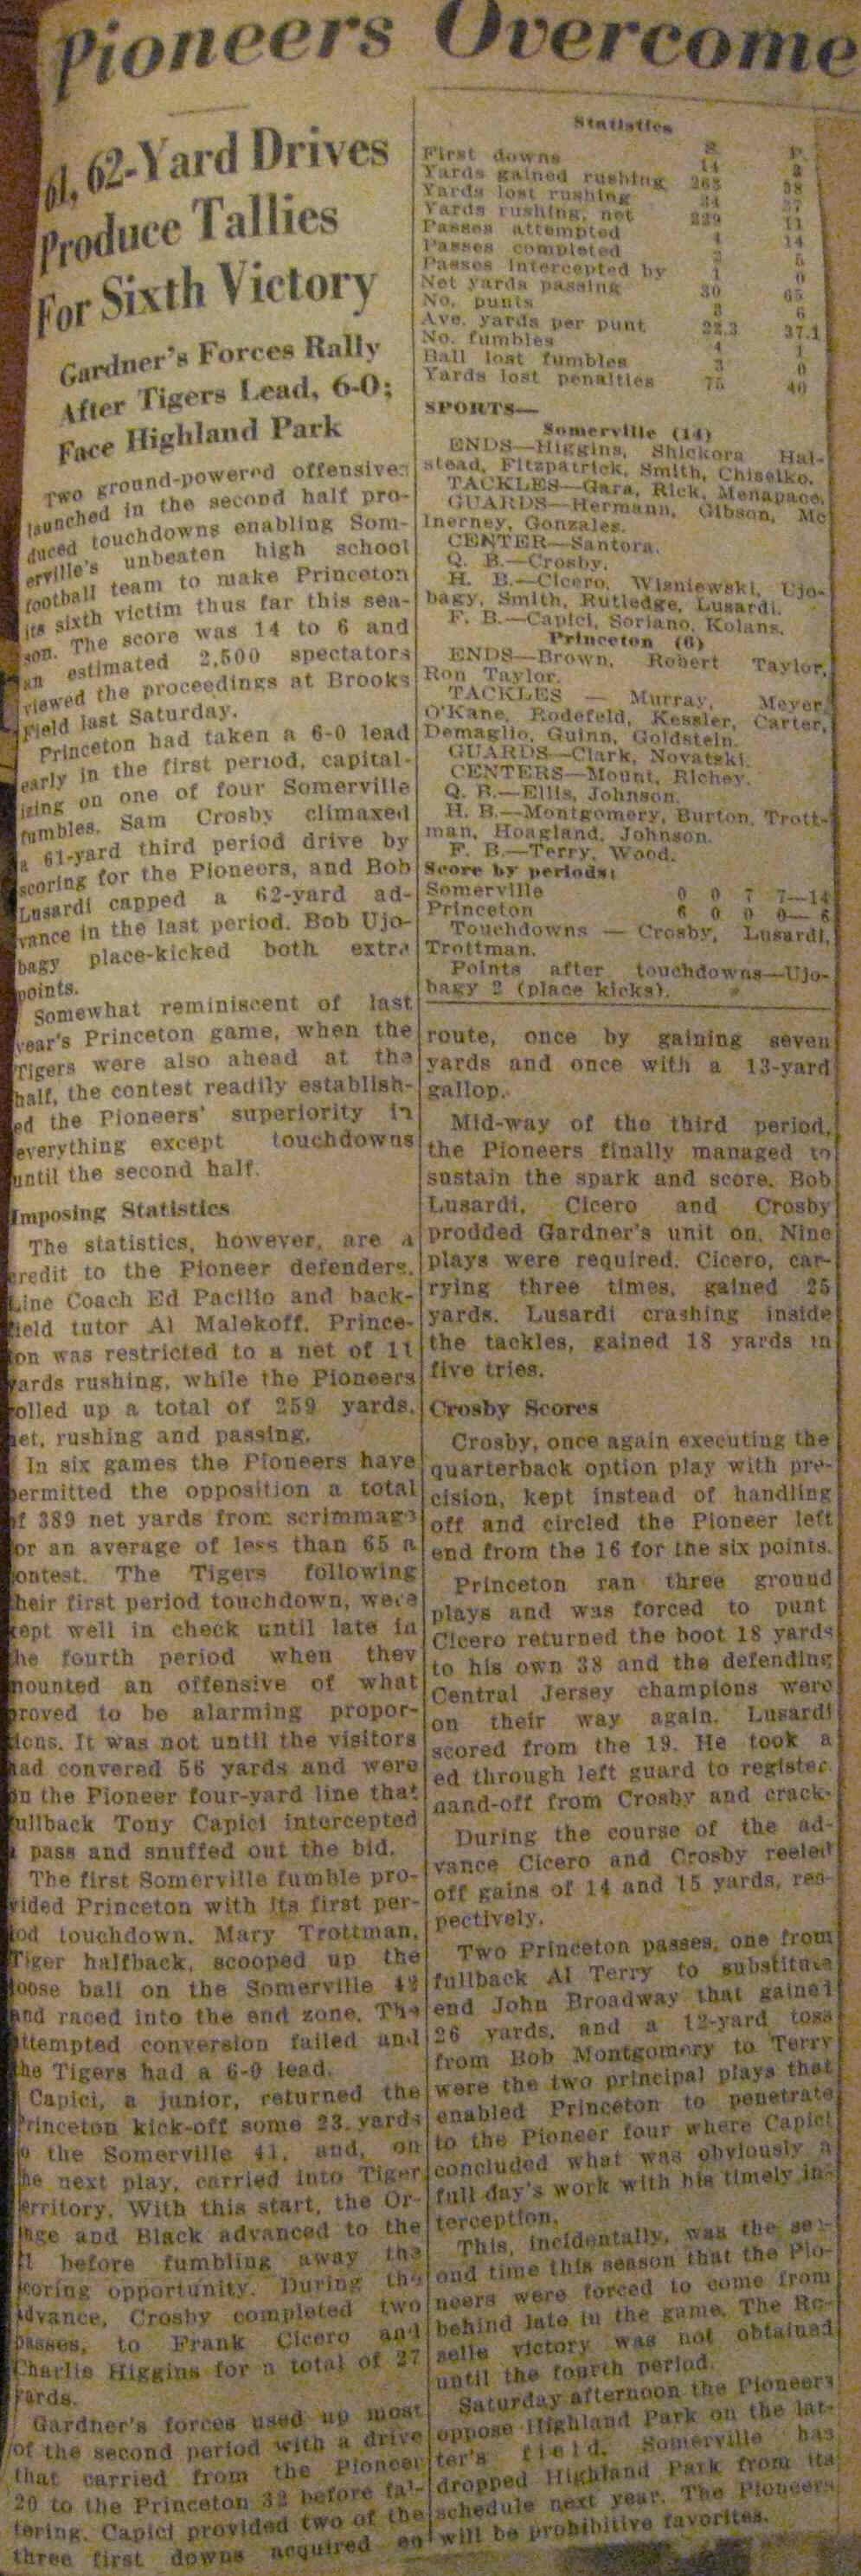 Pioneers Overcome
61, 62-Yard Drives
Produce Tallies
For Sixth Victory
Gardner's Forces Rally
After Tigers Lead, 6-0;
Face Highland Park
Two ground-powered offensives
launched in the second half pro-
duced touchdowns enabling Som-
erville's unbeaten high school
football team to make Princeton
its sixth victim thus far this sea-
son. The score was 14 to 6 and
an estimated 2,500 spectators
viewed the proceedings at Brooks
Field last Saturday.
Princeton had taken a 6-0 lead
early in the first period, capital-
izing on one of four Somerville
fumbles. Sam Crosby climaxed
a 61-yard third period drive by
scoring for the Pioneers, and Bob
Lusardi capped a 62-yard ad-
vance in the last period. Bob Ujo-
bagy place-kicked both extra
points.
Somewhat reminiscent of last
year's Princeton game, when the
Tigers were also ahead at the
half, the contest readily establish-
ed the Pioneers' superiority in
everything except touchdowns
until the second half.
Imposing Statistics
The statistics, however, are a
credit to the Pioneer defenders.
Line Coach Ed Pacilio and back-
field tutor Al Malekoff. Prince-
ton was restricted to a net of 11
yards rushing, while the Pioneers
rolled up a total of 259 yards,
net, rushing and passing.
In six games the Pioneers have
permitted the opposition a total
of 389 net yards from scrimmage
or an average of less than 65 a
contest. The Tigers following
their first period touchdown, were
kept well in check until late in
the fourth period when they
mounted an offensive of what
proved to be alarming propor-
tions. It was not until the visitors
had convered 56 yards and were
on the Pioneer four-yard line that
fullback Tony Capici intercepted
a pass and snuffed out the bid.
The first Somerville fumble pro-
vided Princeton with its first per-
iod touchdown. Mary Trottman,
Tiger halfback, scooped up the
loose ball on the Somerville
and raced into the end zone. The
attempted conversion failed and
the Tigers had a 6-0 lead.
Capici, a junior, returned the
Princeton kick-off some 23 yards
to the Somerville 41, and, on
the next play, carried into Tiger
territory. With this start, the Or-
ange and Black advanced to the
before fumbling away the
scoring opportunity. During the
advance, Crosby completed two
passes, to Frank Cicero and
Charlie Higgins for a total of 27
yards.
Gardner's forces used up most
of the second period with a drive
that carried from the Pioneer
20 to the Princeton 32 before fal-
tering. Capici provided two of the
three first downs acquired en
Statistics
S. P.
First downs 14 3
Yards gained rushing 263 38
Yards lost rushing 34 27
Yards rushing, net 229 11
Passes attempted 4 14
Passes completed 2 5
Passes intercepted by 1 0
Net yards passing 30 65
No. punts 3 6
Ave. yards per punt 22.3 37.1
No. fumbles 4 1
Ball lost fumbles 3 0
Yards lost penalties 75 40
SPORTS—
Somerville (14)
ENDS—Higgins, Shickora Hal-
stead, Fitzpatrick, Smith, Chiselko.
TACKLES—Gara, Rick, Menapace.
GUARDS—Hermann, Gibson, Mc
Inerney, Gonzales.
CENTER—Santora.
Q. B.—Crosby.
H. B.—Cicero, Wisniewski, Ujo-
bagy, Smith, Rutledge, Lusardi.
F. B.—Capici, Soriano, Kolans.
Princeton (6)
ENDS—Brown, Robert Taylor,
Ron Taylor.
TACKLES — Murray, Meyer,
O'Kane, Rodefeld, Kessler, Carter,
Demaglio, Guinn, Goldstein.
GUARDS—Clark, Novatski.
CENTERS—Mount, Richey.
Q. B.—Ellis, Johnson.
H. B.—Montgomery, Burton, Trott-
man, Hoagland, Johnson.
F. B.—Terry, Wood.
Score by periods:
Somerville 0 0 7 7—14
Princeton 6 0 0 0— 6
Touchdowns — Crosby, Lusardi,
Trottman.
Points after touchdowns—Ujo-
bagy 2 (place kicks).
route, once by gaining seven
yards and once with a 13-yard
gallop.
Mid-way of the third period,
the Pioneers finally managed to
sustain the spark and score. Bob
Lusardi, Cicero and Crosby
prodded Gardner's unit on. Nine
plays were required. Cicero, car-
rying three times, gained 25
yards. Lusardi crashing inside
the tackles, gained 18 yards in
five tries.
Crosby Scores
Crosby, once again executing the
quarterback option play with pre-
cision, kept instead of handling
off and circled the Pioneer left
end from the 16 for the six points.
Princeton ran three ground
plays and was forced to punt
Cicero returned the boot 18 yards
to his own 38 and the defending
Central Jersey champions were
on their way again. Lusardi
scored from the 19. He took a
ed through left guard to register
hand-off from Crosby and crack-
During the course of the ad-
vance Cicero and Crosby reeled
off gains of 14 and 15 yards, res-
pectively.
Two Princeton passes, one from
fullback Al Terry to substitute
end John Broadway that gained
26 yards, and a 12-yard toss
from Bob Montgomery to Terry
were the two principal plays that
enabled Princeton to penetrate
to the Pioneer four where Capici
concluded what was obviously a
full day's work with his timely in-
terception.
This, incidentally, was the sec-
ond time this season that the Pio-
neers were forced to come from
behind late in the game. The Ro-
selle victory was not obtained
until the fourth period.
Saturday afternoon the Pioneers
oppose Highland Park on the lat-
ter's field. Somerville has
dropped Highland Park from its
schedule next year. The Pioneers
will be prohibitive favorites.